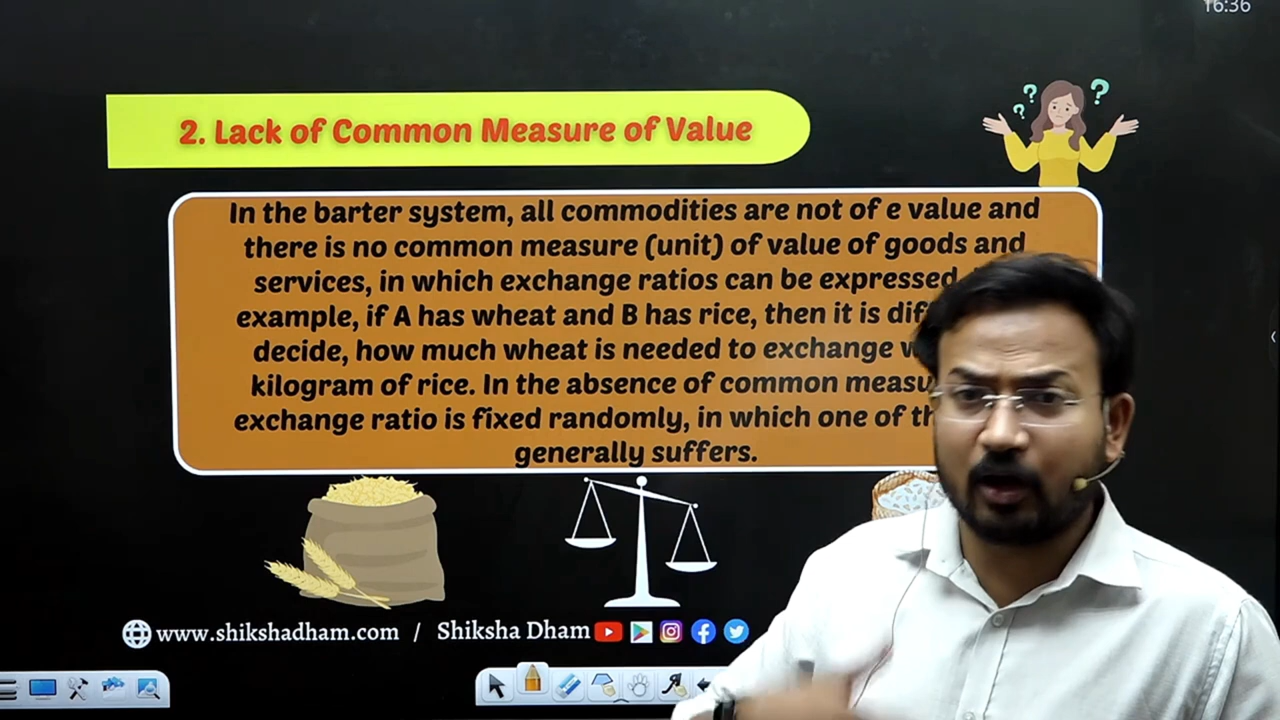 16:36
2. Lack of Common Measure of Value
In the barter system, all commodities are not of e value and
there is no common measure (unit) of value of goods and
services, in which exchange ratios can be expressed
example, if A has wheat and B has rice, then it is
decide, how much wheat is needed to exchange
kilogram of rice. In the absence of common
exchange ratio is fixed randomly, in which one of
generally suffers.
www.shikshadham.com / Shiksha Dham